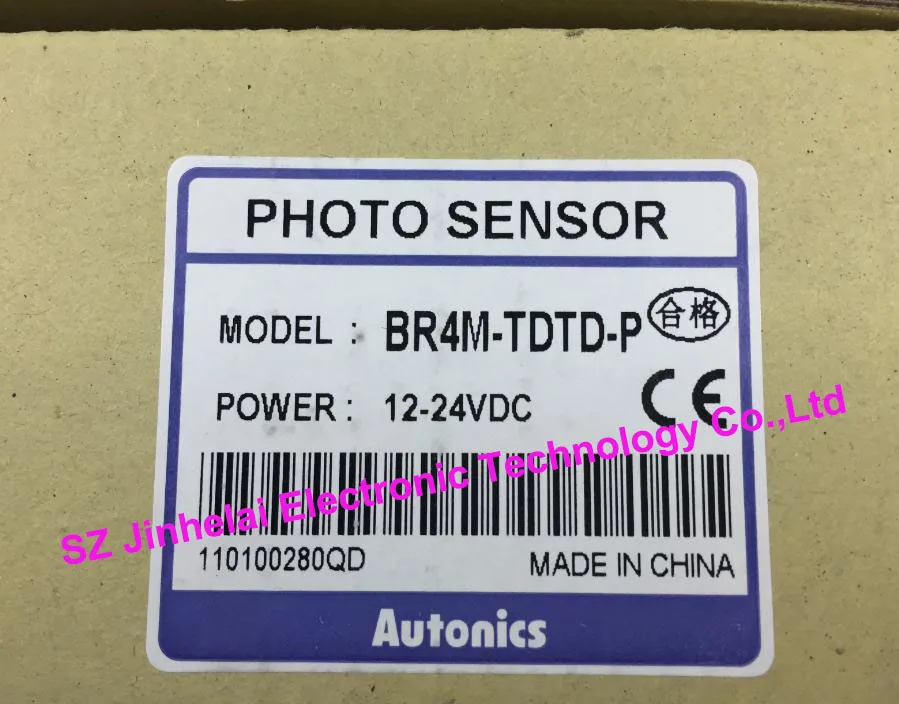 PHOTO SENSOR
MODEL : BR4M-TDTD-P 合格
POWER : 12-24VDC CE
SZ Jinhelai Electronic Technology Co.,Ltd
110100280QD MADE IN CHINA
Autonics